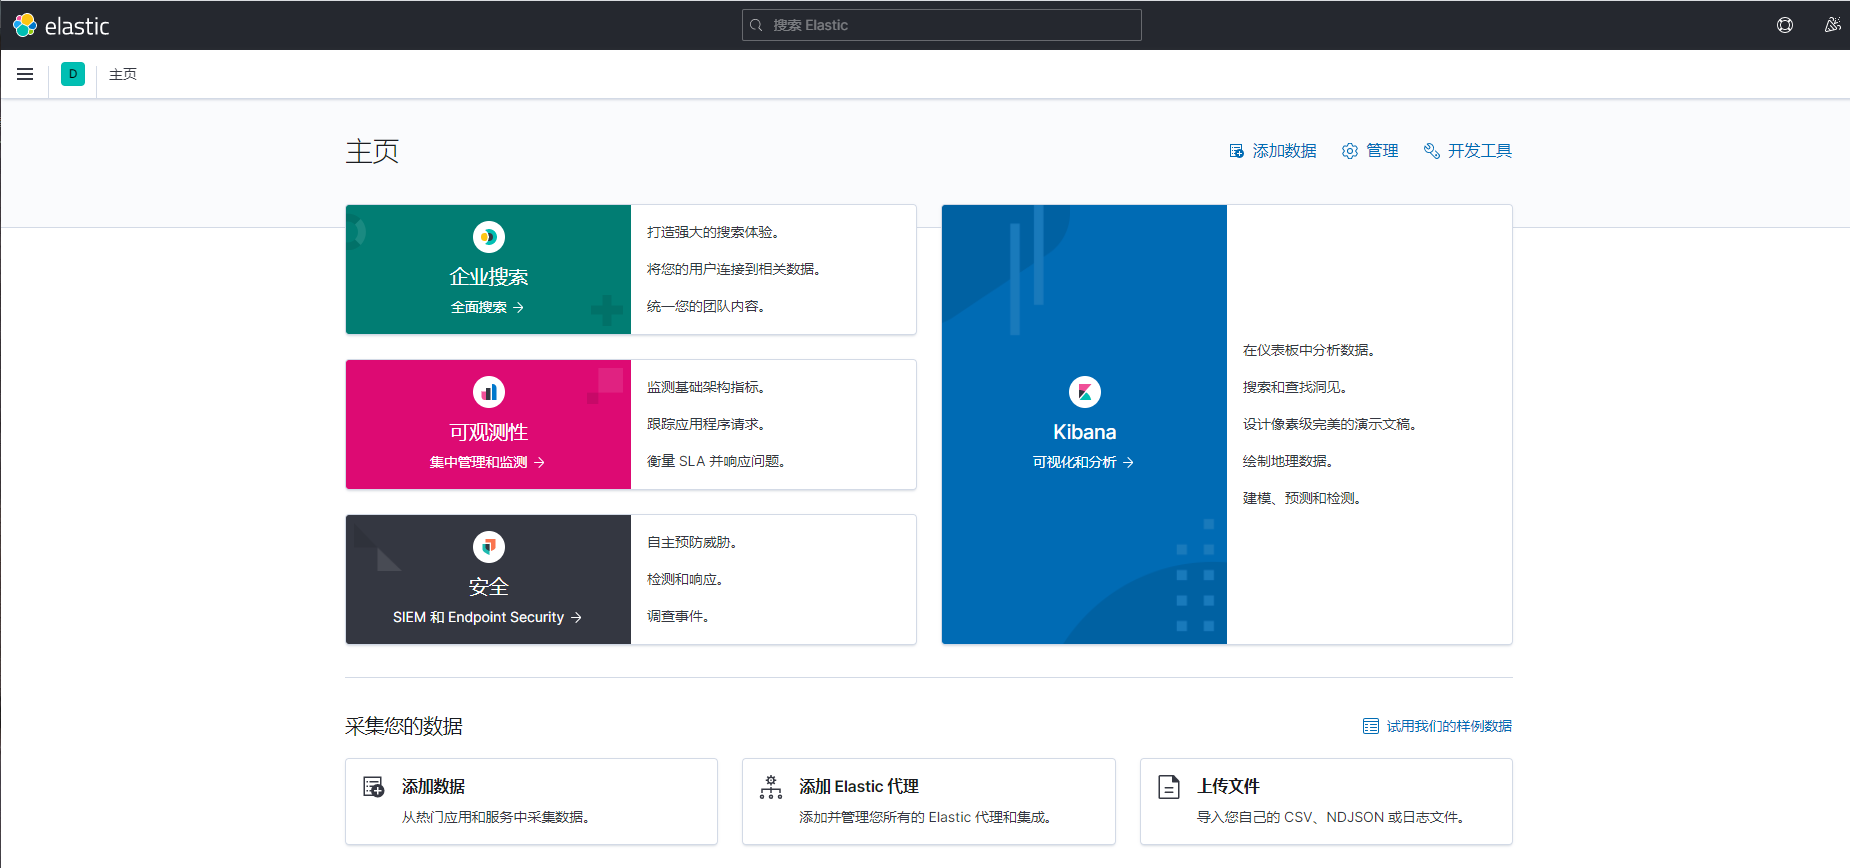 elastic
搜索 Elastic
D
主页
主页
添加数据
管理
开发工具
企业搜索
全面搜索
打造强大的搜索体验。
将您的用户连接到相关数据。
统一您的团队内容。
可观测性
集中管理和监测
监测基础架构指标。
跟踪应用程序请求。
衡量 SLA 并响应问题。
安全
SIEM 和 Endpoint Security
自主预防威胁。
检测和响应。
调查事件。
Kibana
可视化和分析
在仪表板中分析数据。
搜索和查找洞见。
设计像素级完美的演示文稿。
绘制地理数据。
建模、预测和检测。
采集您的数据
试用我们的样例数据
添加数据
从热门应用和服务中采集数据。
添加 Elastic 代理
添加并管理您所有的 Elastic 代理和集成。
上传文件
导入您自己的 CSV、NDJSON 或日志文件。